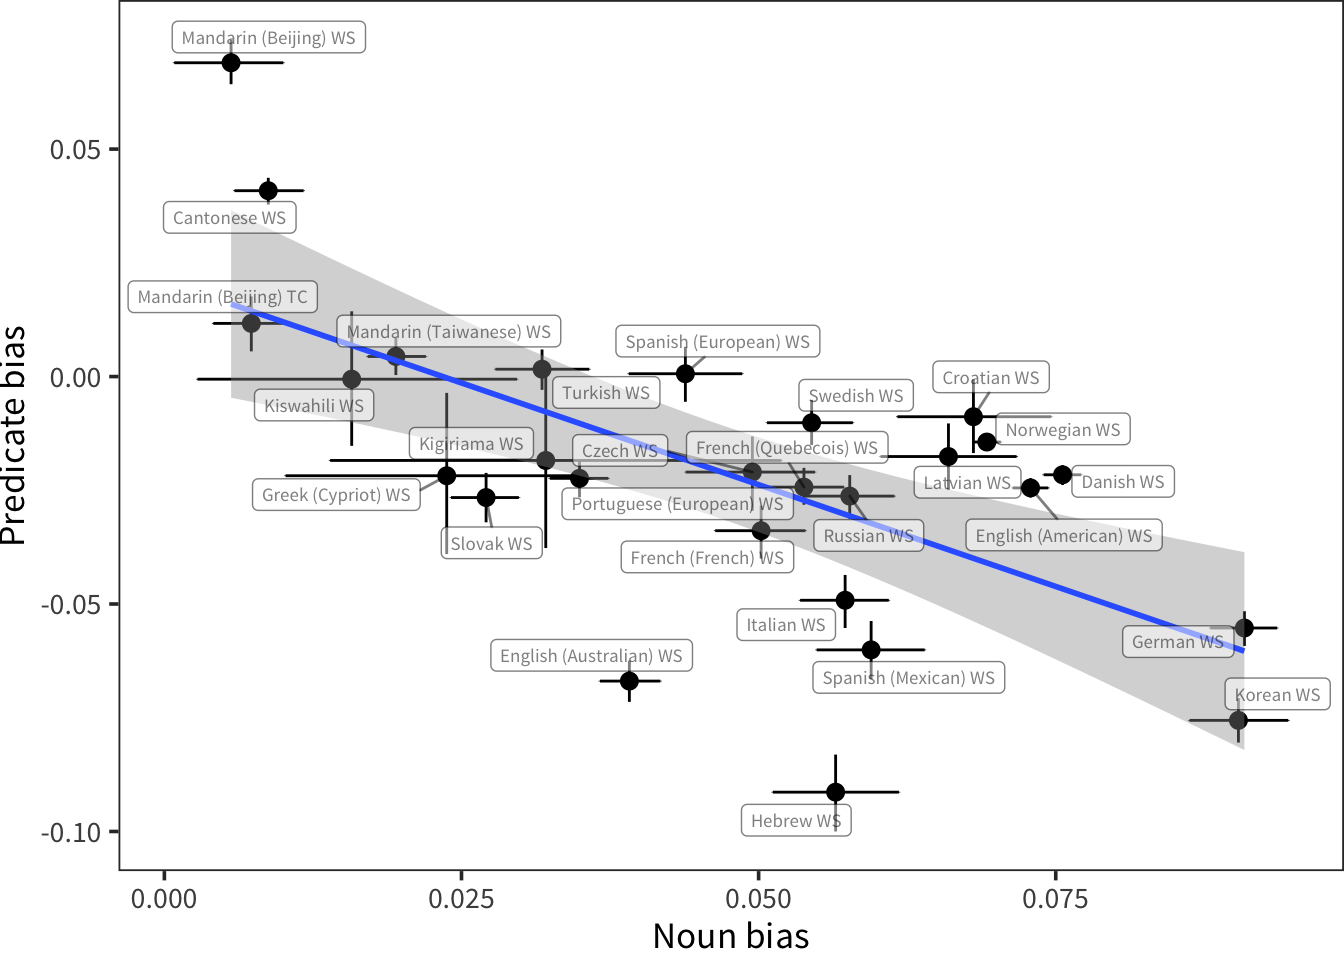 Mandarin (Beijing) WS
0.05
Cantonese WS
Mandarin (Beijing) TC
Mandarin (Taiwanese) WS
Spanish (European) WS
0.00
Croatian WS
Turkish WS
Swedish WS
Kiswahili WS
Norwegian WS
Kigiriama WS
Czech WS
French (Quebecois) WS
Latvian WS
Danish WS
Greek (Cypriot) WS
Portuguese (European) WS
Russian WS
English (American) WS
Slovak WS
French (French) WS
-0.05
Italian WS
German WS
English (Australian) WS
Spanish (Mexican) WS
Korean WS
Hebrew WS
-0.10
0.000
0.025
0.050
0.075
Noun bias
Predicate bias